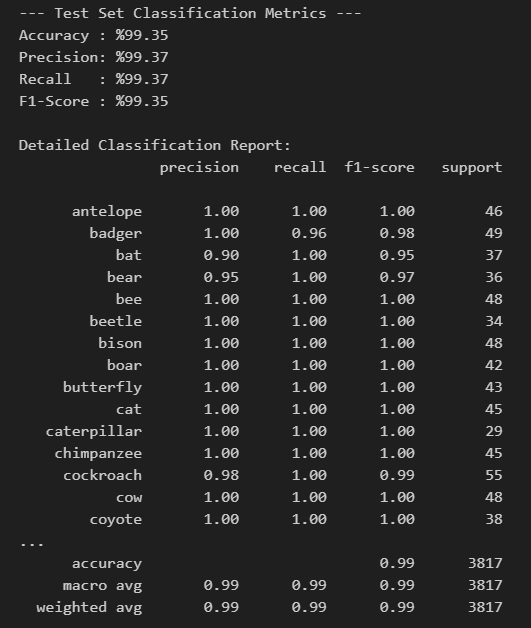 --- Test Set Classification Metrics ---
Accuracy : %99.35
Precision: %99.37
Recall   : %99.37
F1-Score : %99.35
Detailed Classification Report:
precision recall f1-score support
antelope 1.00 1.00 1.00 46
badger 1.00 0.96 0.98 49
bat 0.90 1.00 0.95 37
bear 0.95 1.00 0.97 36
bee 1.00 1.00 1.00 48
beetle 1.00 1.00 1.00 34
bison 1.00 1.00 1.00 48
boar 1.00 1.00 1.00 42
butterfly 1.00 1.00 1.00 43
cat 1.00 1.00 1.00 45
caterpillar 1.00 1.00 1.00 29
chimpanzee 1.00 1.00 1.00 45
cockroach 0.98 1.00 0.99 55
cow 1.00 1.00 1.00 48
coyote 1.00 1.00 1.00 38
...
accuracy 0.99 3817
macro avg 0.99 0.99 0.99 3817
weighted avg 0.99 0.99 0.99 3817